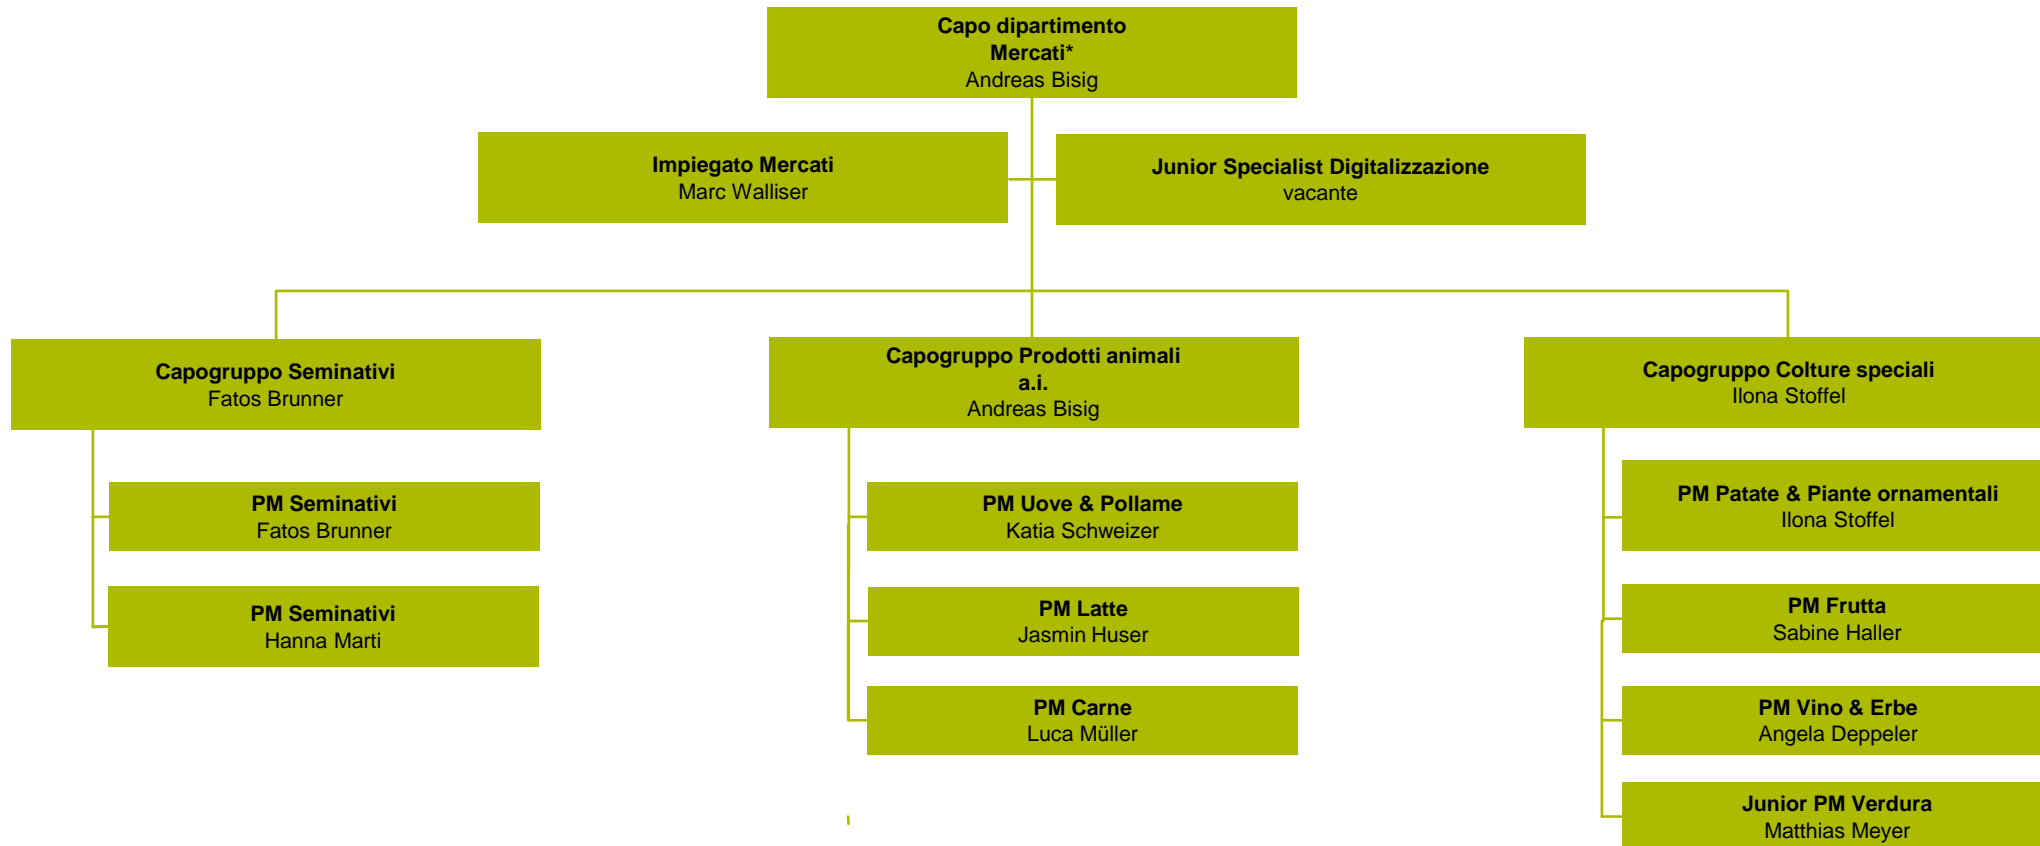 Capo dipartimento
Mercati*
Andreas Bisig
Impiegato Mercati
Marc Walliser
Junior Specialist Digitalizzazione
vacante
Capogruppo Seminativi
Fatos Brunner
PM Seminativi
Fatos Brunner
PM Seminativi
Hanna Marti
Capogruppo Prodotti animali
a.i.
Andreas Bisig
PM Uove & Pollame
Katia Schweizer
PM Latte
Jasmin Huser
PM Carne
Luca Müller
Capogruppo Colture speciali
Ilona Stoffel
PM Patate & Piante ornamentali
Ilona Stoffel
PM Frutta
Sabine Haller
PM Vino & Erbe
Angela Deppeler
Junior PM Verdura
Matthias Meyer